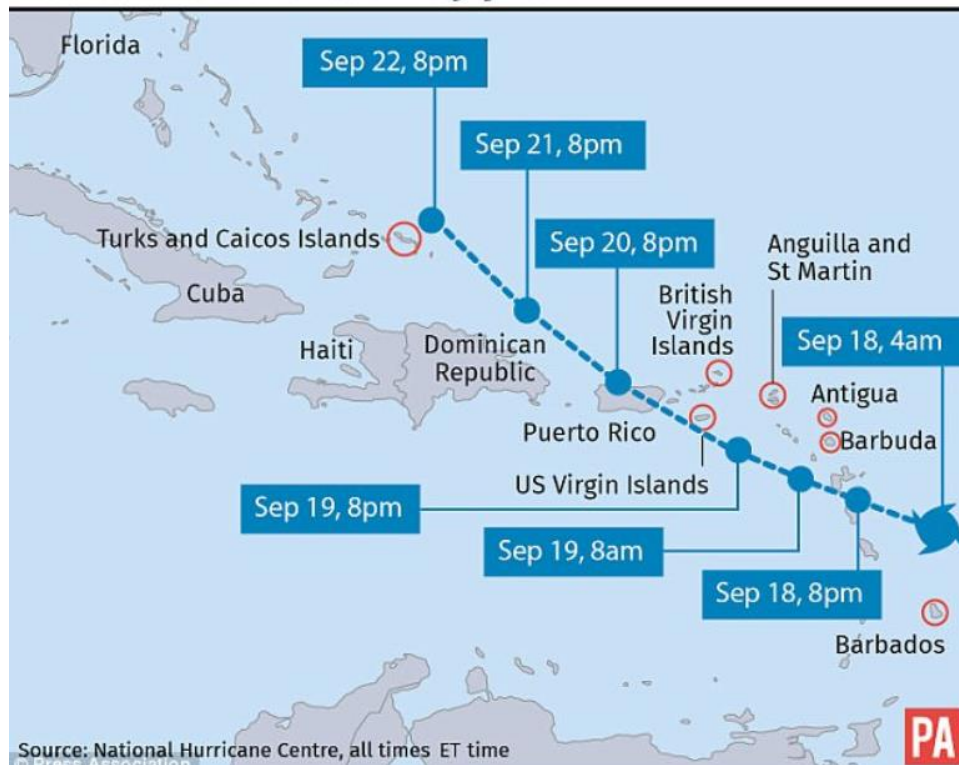 Florida
Sep 22, 8pm
Sep 21, 8pm
Turks and Caicos Islands
Sep 20, 8pm
Anguilla and
St Martin
Cuba
British
Virgin
Islands
Haiti
Dominican
Republic
Sep 18, 4am
Antigua
Puerto Rico
Barbuda
US Virgin Islands
Sep 19, 8pm
Sep 19, 8am
Sep 18, 8pm
Barbados
Source: National Hurricane Centre, all times ET time
© Press Association
PA